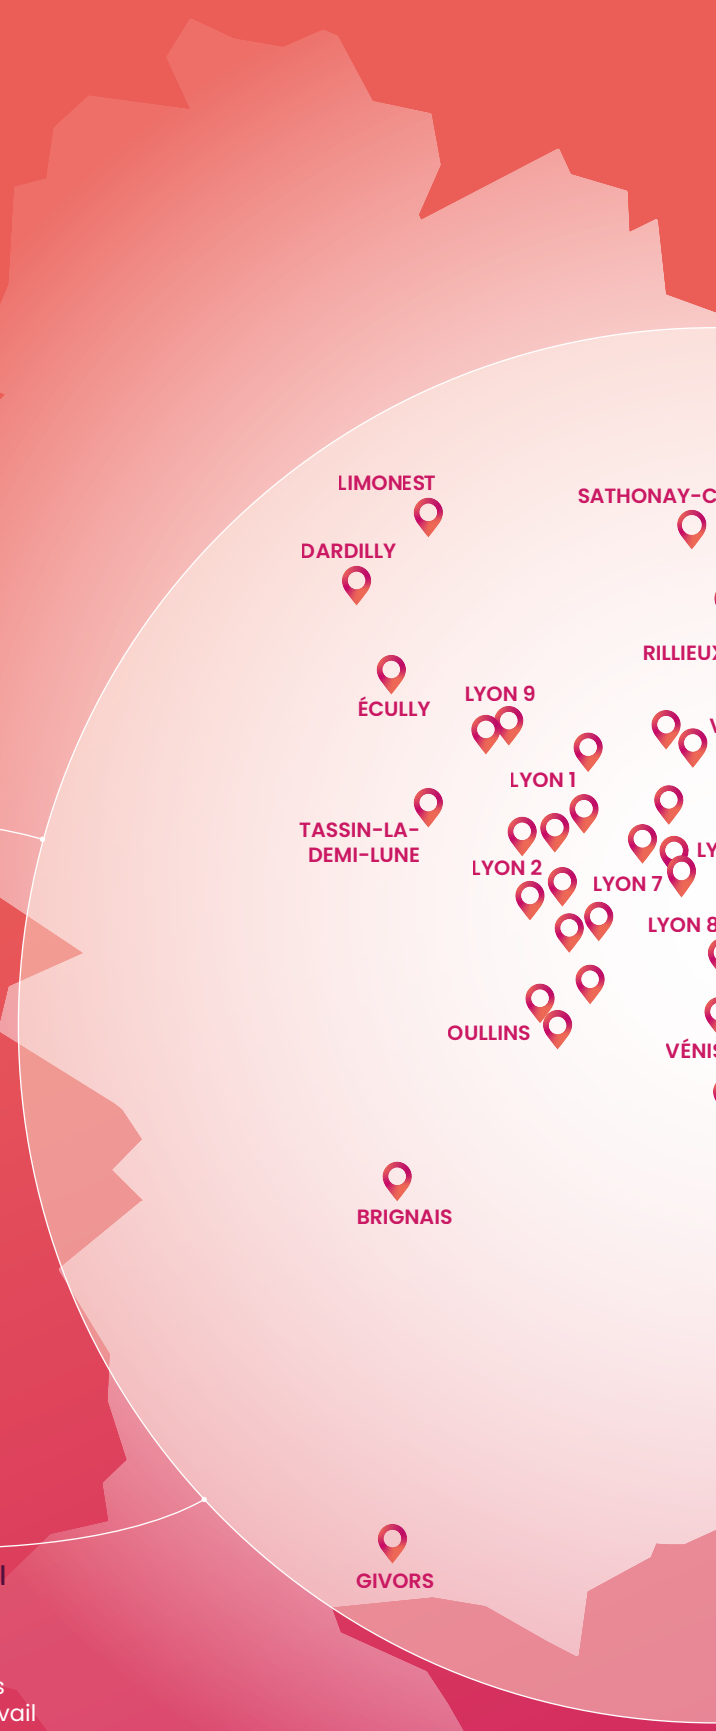 LIMONEST
SATHONAY-C
DARDILLY
RILLIEUX
LYON 9
ÉCULLY
V
LYON 1
TASSIN-LA-
DEMI-LUNE
LY
LYON 2
LYON 7
LYON 8
OULLINS
VÉNIS
BRIGNAIS
GIVORS
l
s
vail